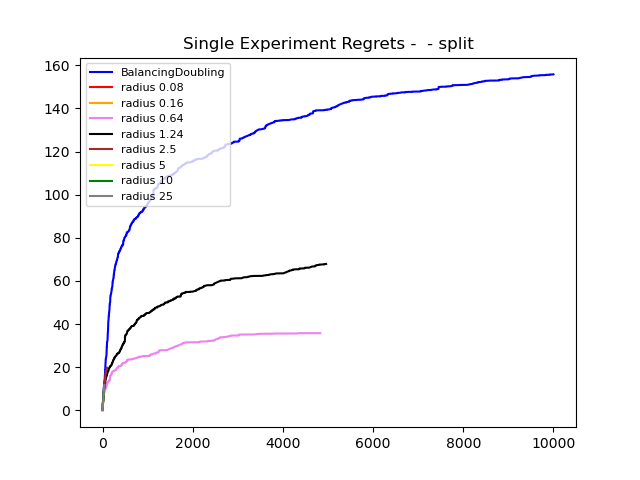 Single Experiment Regrets -  - split
160
140
120
100
80
60
40
20
0
BalancingDoubling
radius 0.08
radius 0.16
radius 0.64
radius 1.24
radius 2.5
radius 5
radius 10
radius 25
0 2000 4000 6000 8000 10000